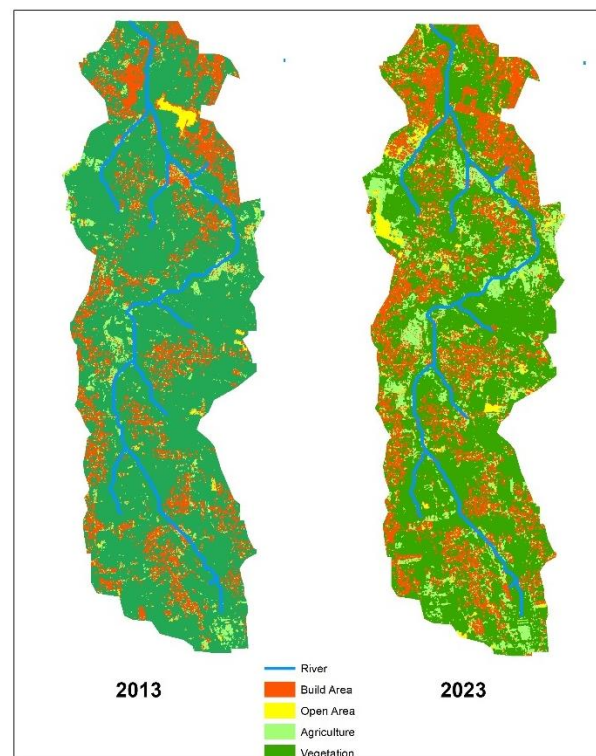 2013
2023
River
Build Area
Open Area
Agriculture
Vegetation